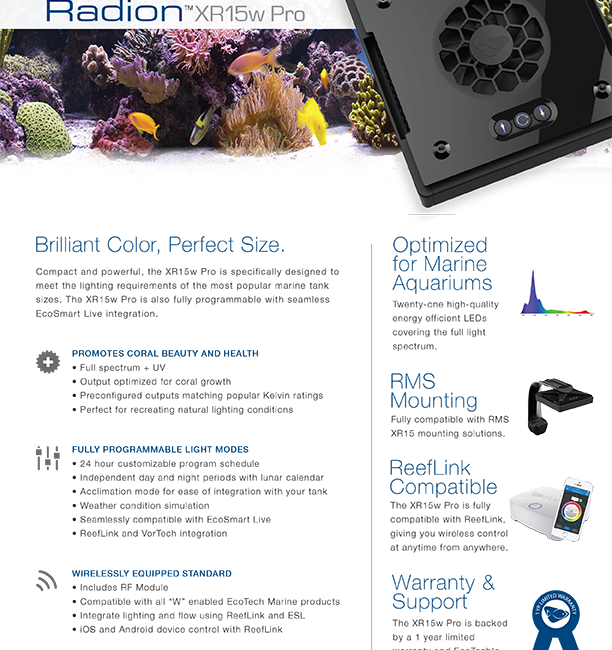 Radion™ XR15w Pro
Brilliant Color, Perfect Size.
Compact and powerful, the XR15w Pro is specifically designed to
meet the lighting requirements of the most popular marine tank
sizes. The XR15w Pro is also fully programmable with seamless
EcoSmart Live integration.
PROMOTES CORAL BEAUTY AND HEALTH
• Full spectrum + UV
• Output optimized for coral growth
• Preconfigured outputs matching popular Kelvin ratings
• Perfect for recreating natural lighting conditions
FULLY PROGRAMMABLE LIGHT MODES
• 24 hour customizable program schedule
• Independent day and night periods with lunar calendar
• Acclimation mode for ease of integration with your tank
• Weather condition simulation
• Seamlessly compatible with EcoSmart Live
• ReefLink and VorTech integration
WIRELESSLY EQUIPPED STANDARD
• Includes RF Module
• Compatible with all “W” enabled EcoTech Marine products
• Integrate lighting and flow using ReefLink and ESL
• iOS and Android device control with ReefLink
Optimized
for Marine
Aquariums
Twenty-one high-quality
energy efficient LEDs
covering the full light
spectrum.
RMS
Mounting
Fully compatible with RMS
XR15 mounting solutions.
ReefLink
Compatible
The XR15w Pro is fully
compatible with ReefLink,
giving you wireless control
at anytime from anywhere.
Warranty &
Support
The XR15w Pro is backed
by a 1 year limited
1 YR LIMITED WARRANTY